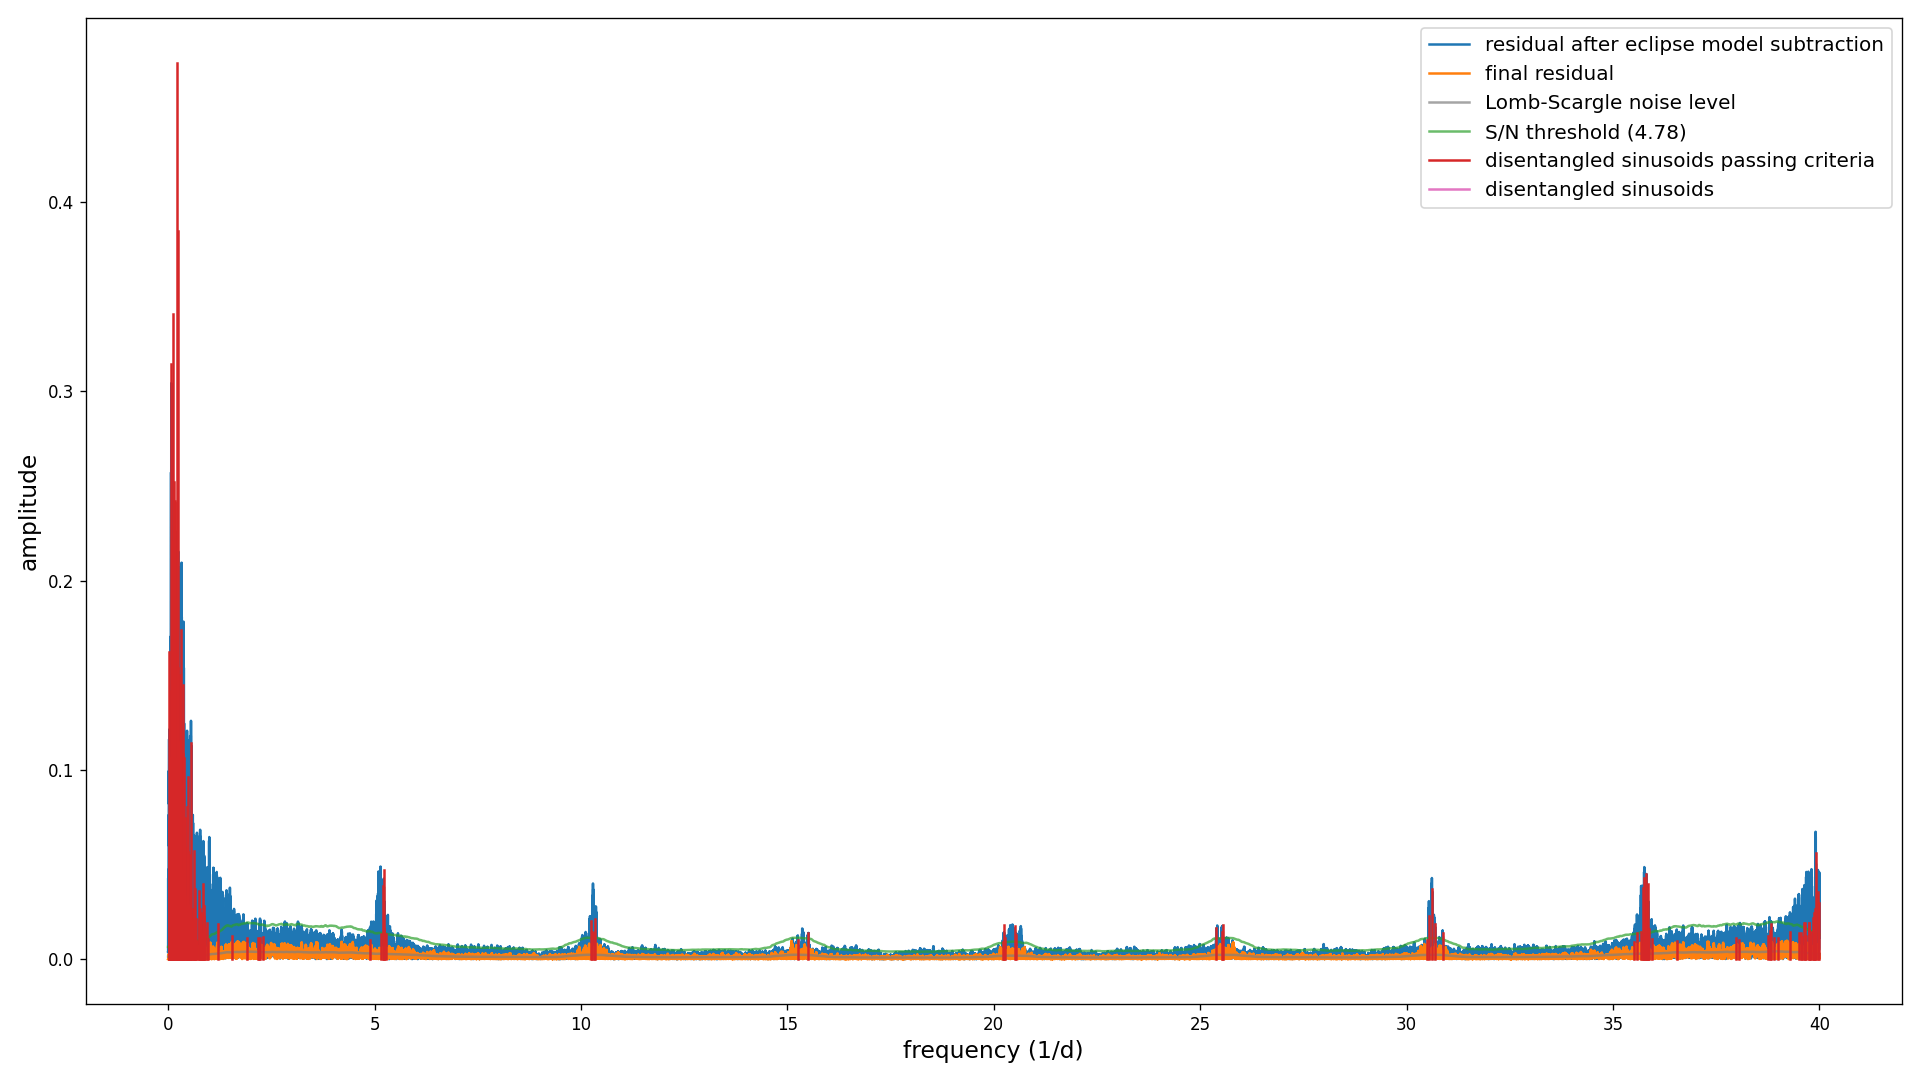 residual after eclipse model subtraction
final residual
Lomb-Scargle noise level
S/N threshold (4.78)
disentangled sinusoids passing criteria
disentangled sinusoids
amplitude
0.4
0.3
0.2
0.1
0.0
0 5 10 15 20 25 30 35 40
frequency (1/d)